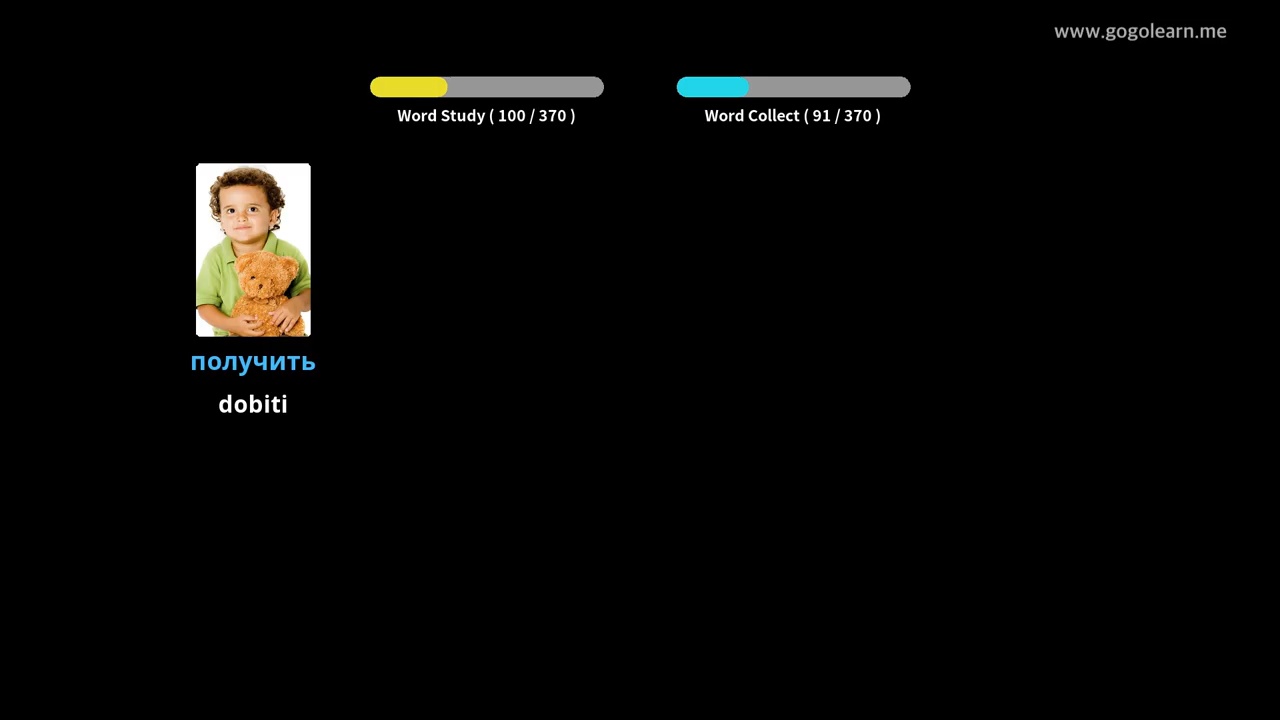 www.gogolearn.me
Word Study ( 100 / 370 )
Word Collect ( 91 / 370 )
получить
dobiti